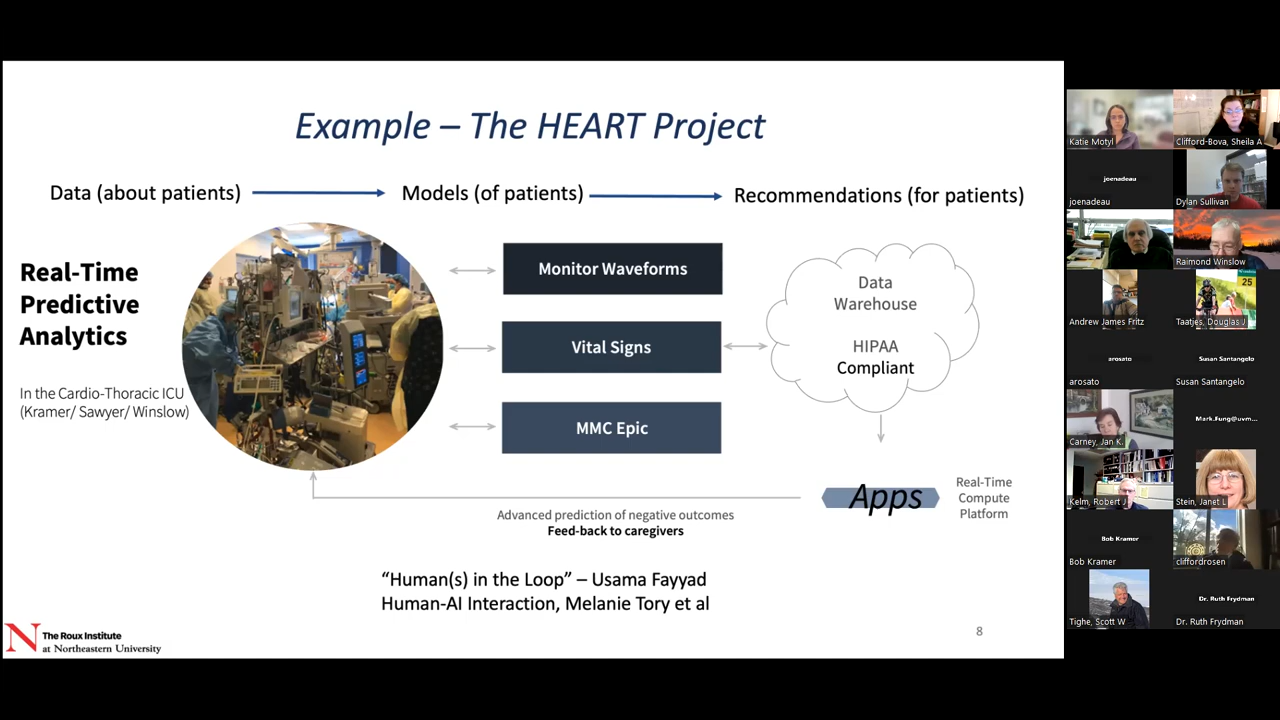 Example – The HEART Project
Data (about patients)
Models (of patients)
Recommendations (for patients)
Real-Time
Predictive
Analytics
In the Cardio-Thoracic ICU
(Kramer/ Sawyer/ Winslow)
Monitor Waveforms
Vital Signs
MMC Epic
Data
Warehouse
HIPAA
Compliant
Apps
Real-Time
Compute
Platform
Advanced prediction of negative outcomes
Feed-back to caregivers
“Human(s) in the Loop” – Usama Fayyad
Human-AI Interaction, Melanie Tory et al
8
N
The Roux Institute
at Northeastern University
Katie Motyl
Clifford-Bova, Sheila A
joenadeau
joenadeau
Dylan Sullivan
Raimond Winslow
Andrew James Fritz
25
Taatjes, Douglas J
arosato
arosato
Susan Santangelo
Susan Santangelo
Carney, Jan K.
Mark.Fung@uvm...
Kelm, Robert J
Stein, Janet L
Bob Kramer
Bob Kramer
cliffordrosen
Tighe, Scott W
Dr. Ruth Frydman
Dr. Ruth Frydman